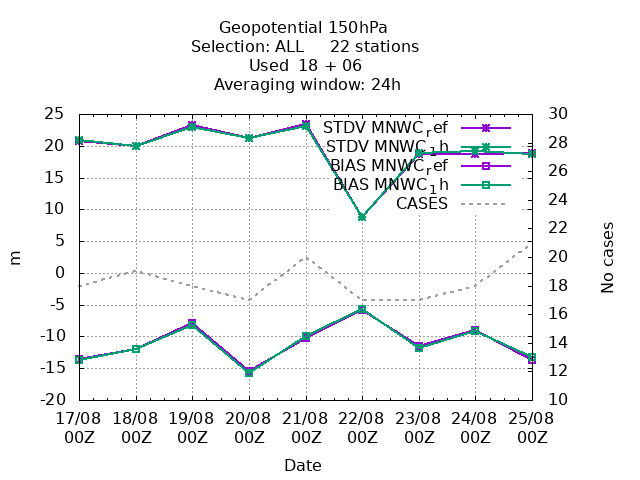 Geopotential 150hPa
Selection: ALL 22 stations
Used 18 + 06
Averaging window: 24h
25
20
15
10
5
0
-5
-10
-15
-20
m
30
28
26
24
22
20
18
16
14
12
10
No cases
STDV MNWC_ref
STDV MNWC_1h
BIAS MNWC_ref
BIAS MNWC_1h
CASES
17/08 18/08 19/08 20/08 21/08 22/08 23/08 24/08 25/08
00Z 00Z 00Z 00Z 00Z 00Z 00Z 00Z 00Z
Date